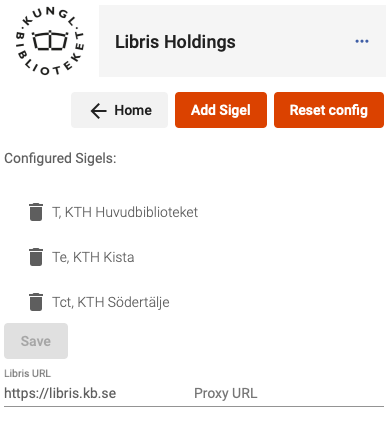 KUNGL·BIBLIOTEKET·
Libris Holdings
Home
Add Sigel
Reset config
Configured Sigels:
T, KTH Huvudbiblioteket
Te, KTH Kista
Tct, KTH Södertälje
Save
Libris URL
https://libris.kb.se
Proxy URL